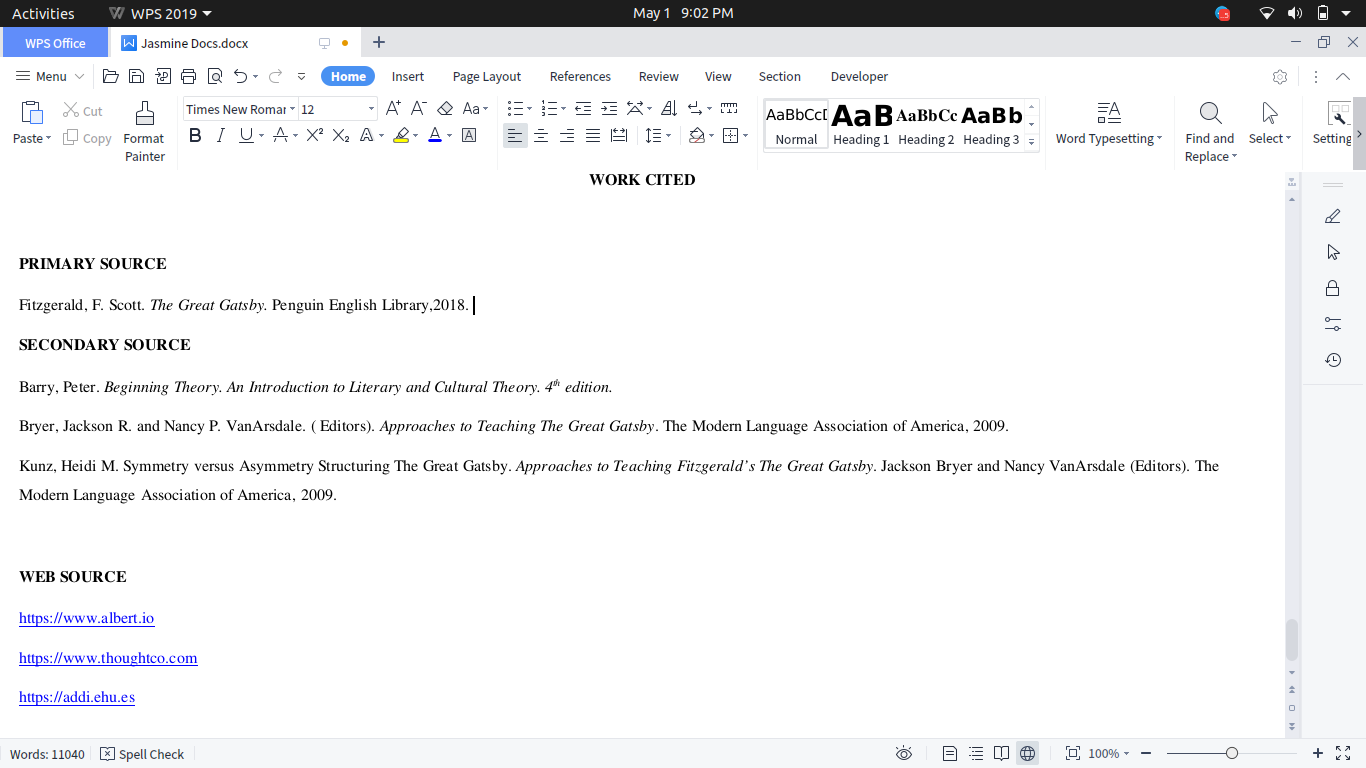 Activities WPS 2019 May 1 9:02 PM
WPS Office Jasmine Docs.docx
Menu Home Insert Page Layout References Review View Section Developer
Times New Roman 12
AaBbCcD AaB AaBbCc AaBb
Paste Cut Copy Format Painter Normal Heading 1 Heading 2 Heading 3 Word Typesetting Find and Replace Select Setting
WORK CITED
PRIMARY SOURCE
Fitzgerald, F. Scott. The Great Gatsby. Penguin English Library,2018.
SECONDARY SOURCE
Barry, Peter. Beginning Theory. An Introduction to Literary and Cultural Theory. 4th edition.
Bryer, Jackson R. and Nancy P. VanArsdale. ( Editors). Approaches to Teaching The Great Gatsby. The Modern Language Association of America, 2009.
Kunz, Heidi M. Symmetry versus Asymmetry Structuring The Great Gatsby. Approaches to Teaching Fitzgerald’s The Great Gatsby. Jackson Bryer and Nancy VanArsdale (Editors). The
Modern Language Association of America, 2009.
WEB SOURCE
https://www.albert.io
https://www.thoughtco.com
https://addi.ehu.es
Words: 11040 Spell Check 100%